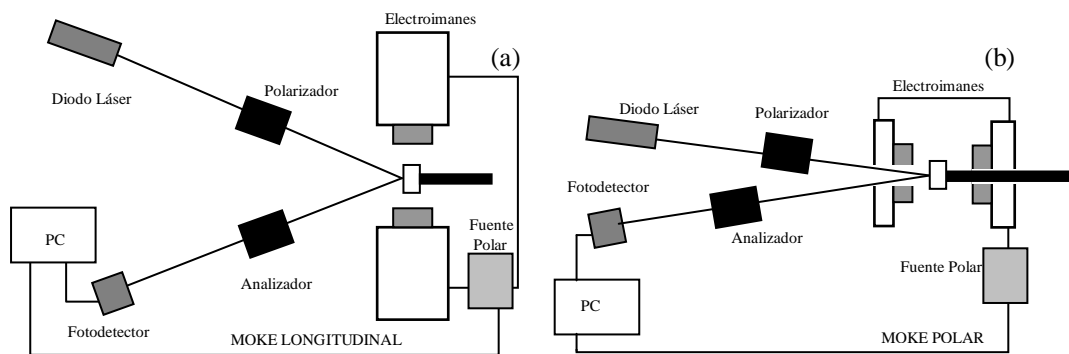 Electroimanes
(a)
Diodo Láser
Polarizador
PC
Analizador
Fuente
Polar
Fotodetector
MOKE LONGITUDINAL
(b)
Electroimanes
Diodo Láser
Polarizador
Fotodetector
Analizador
Fuente Polar
PC
MOKE POLAR